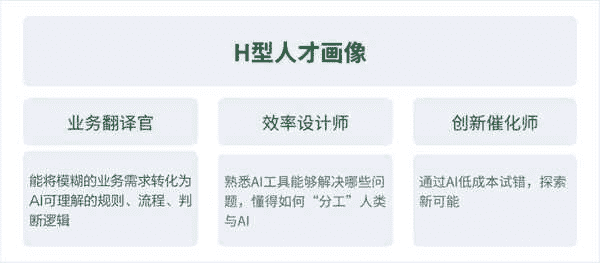 H型人才画像
业务翻译官
效率设计师
创新催化师
能将模糊的业务需求转化为
AI可理解的规则、流程、判
断逻辑
熟悉AI工具能够解决哪些问
题，懂得如何“分工”人类
与AI
通过AI低成本试错，探索
新可能